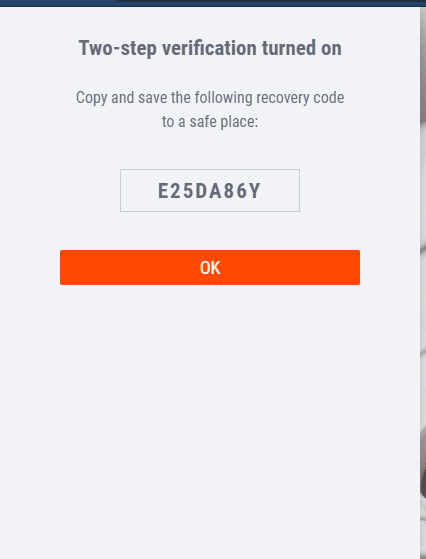 Two-step verification turned on
Copy and save the following recovery code
to a safe place:
E25DA86Y
OK